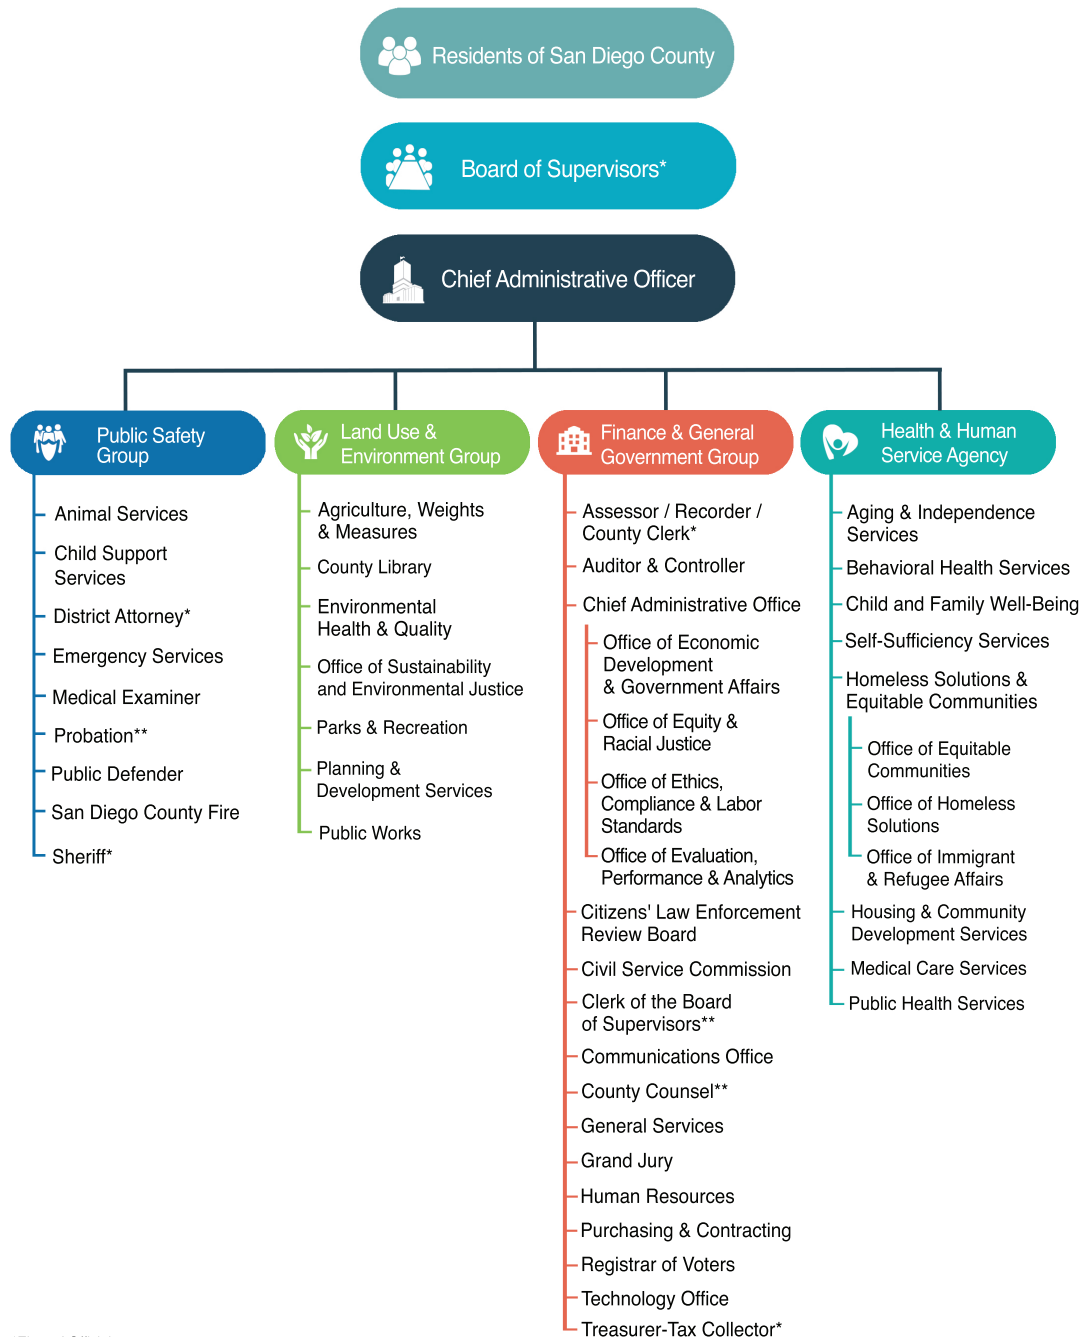 Residents of San Diego County
Board of Supervisors*
Chief Administrative Officer
Public Safety
Group
Animal Services
Child Support
Services
District Attorney*
Emergency Services
Medical Examiner
Probation**
Public Defender
San Diego County Fire
Sheriff*
Land Use &
Environment Group
Agriculture, Weights
& Measures
County Library
Environmental
Health & Quality
Office of Sustainability
and Environmental Justice
Parks & Recreation
Planning &
Development Services
Public Works
Finance & General
Government Group
Assessor / Recorder /
County Clerk*
Auditor & Controller
Chief Administrative Office
Office of Economic
Development
& Government Affairs
Office of Equity &
Racial Justice
Office of Ethics,
Compliance & Labor
Standards
Office of Evaluation,
Performance & Analytics
Citizens' Law Enforcement
Review Board
Civil Service Commission
Clerk of the Board
of Supervisors**
Communications Office
County Counsel**
General Services
Grand Jury
Human Resources
Purchasing & Contracting
Registrar of Voters
Technology Office
Treasurer-Tax Collector*
Health & Human
Service Agency
Aging & Independence
Services
Behavioral Health Services
Child and Family Well-Being
Self-Sufficiency Services
Homeless Solutions &
Equitable Communities
Office of Equitable
Communities
Office of Homeless
Solutions
Office of Immigrant
& Refugee Affairs
Housing & Community
Development Services
Medical Care Services
Public Health Services